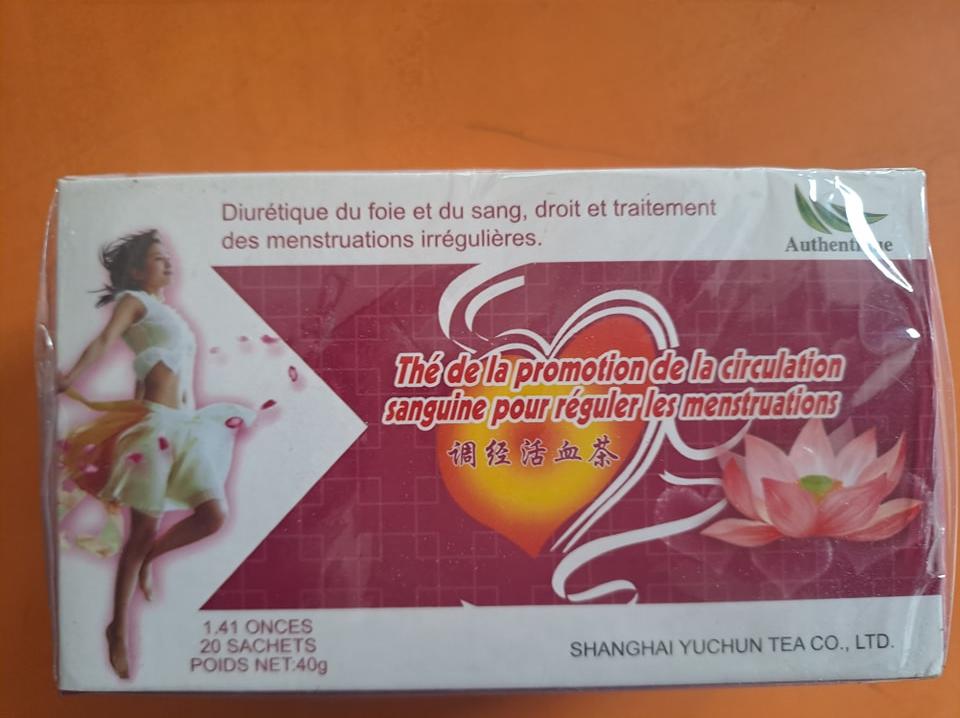 Diurétique du foie et du sang, droit et traitement
des menstruations irrégulières.
Authentique
Thé de la promotion de la circulation
sanguine pour réguler les menstruations
调经活血茶
1.41 ONCES
20 SACHETS
POIDS NET:40g
SHANGHAI YUCHUN TEA CO., LTD.